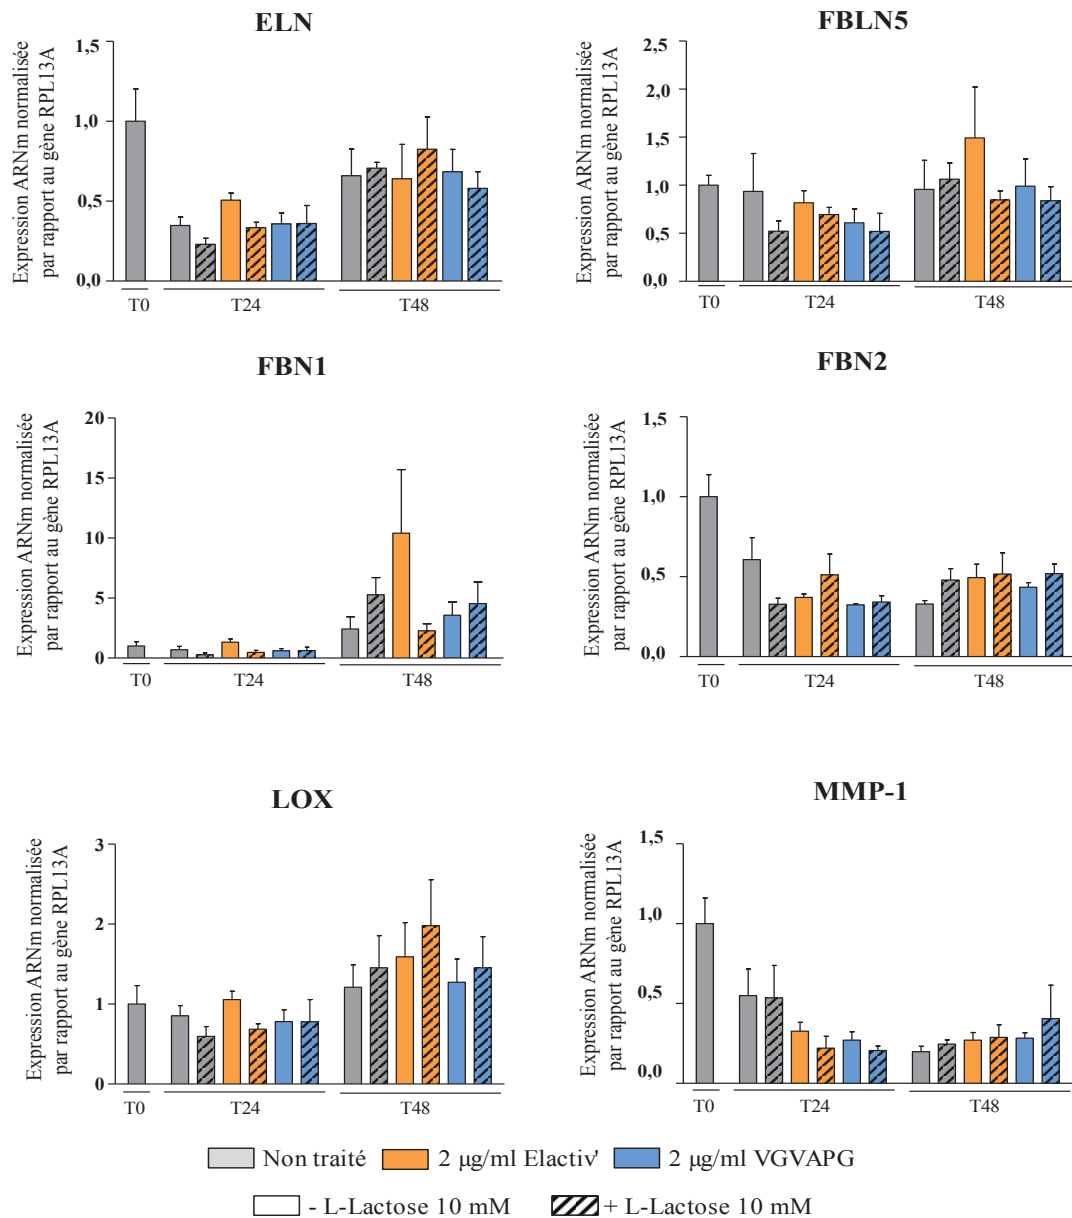 ELN
Expression ARNm normalisée
par rapport au gène RPL13A
1,5
1,0
0,5
0,0
T0
T24
T48
FBLN5
Expression ARNm normalisée
par rapport au gène RPL13A
2,5
2,0
1,5
1,0
0,5
0,0
T0
T24
T48
FBN1
Expression ARNm normalisée
par rapport au gène RPL13A
20
15
10
5
0
T0
T24
T48
FBN2
Expression ARNm normalisée
par rapport au gène RPL13A
1,5
1,0
0,5
0,0
T0
T24
T48
LOX
Expression ARNm normalisée
par rapport au gène RPL13A
3
2
1
0
T0
T24
T48
MMP-1
Expression ARNm normalisée
par rapport au gène RPL13A
1,5
1,0
0,5
0,0
T0
T24
T48
Non traité 2 µg/ml Elactiv' 2 µg/ml VGVAPG
- L-Lactose 10 mM + L-Lactose 10 mM